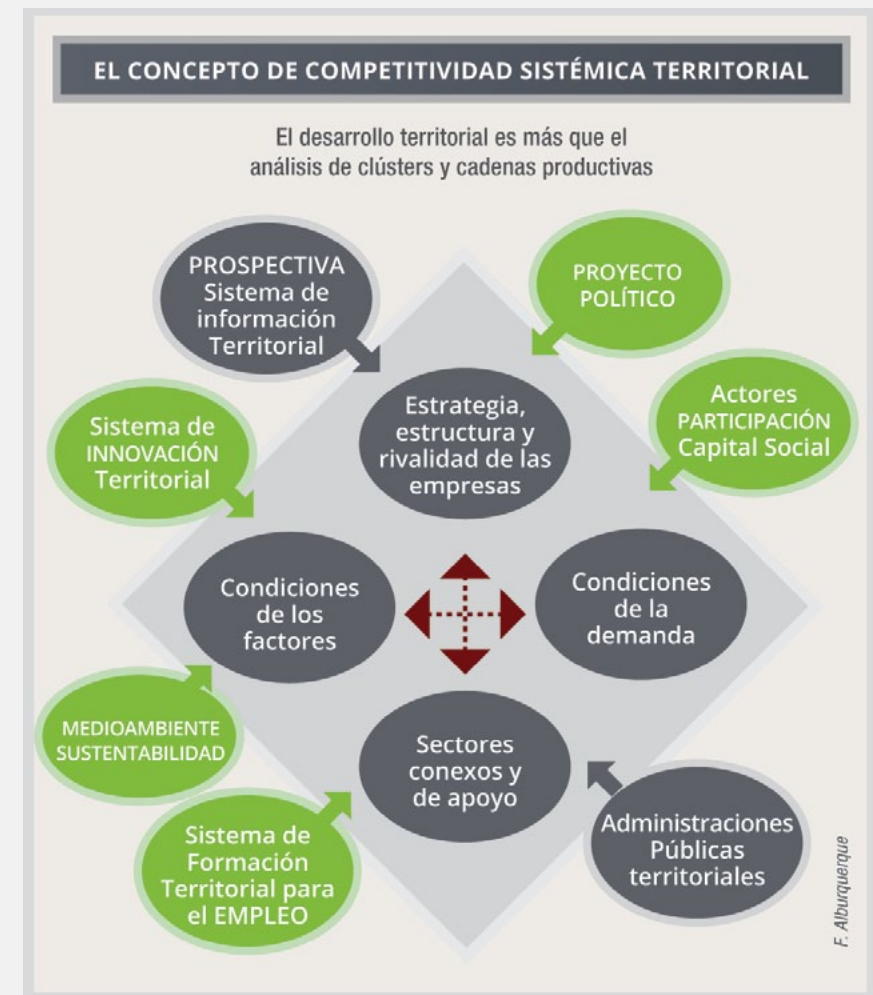 EL CONCEPTO DE COMPETITIVIDAD SISTÉMICA TERRITORIAL
El desarrollo territorial es más que el
análisis de clústers y cadenas productivas
PROSPECTIVA
Sistema de
información
Territorial
PROYECTO
POLÍTICO
Estrategia,
estructura y
rivalidad de las
empresas
Actores
PARTICIPACIÓN
Capital Social
Sistema de
INNOVACIÓN
Territorial
Condiciones
de los
factores
Condiciones
de la
demanda
MEDIOAMBIENTE
SUSTENTABILIDAD
Sectores
conexos y
de apoyo
Sistema de
Formación
Territorial para
el EMPLEO
Administraciones
Públicas
territoriales
F. Alburquerque